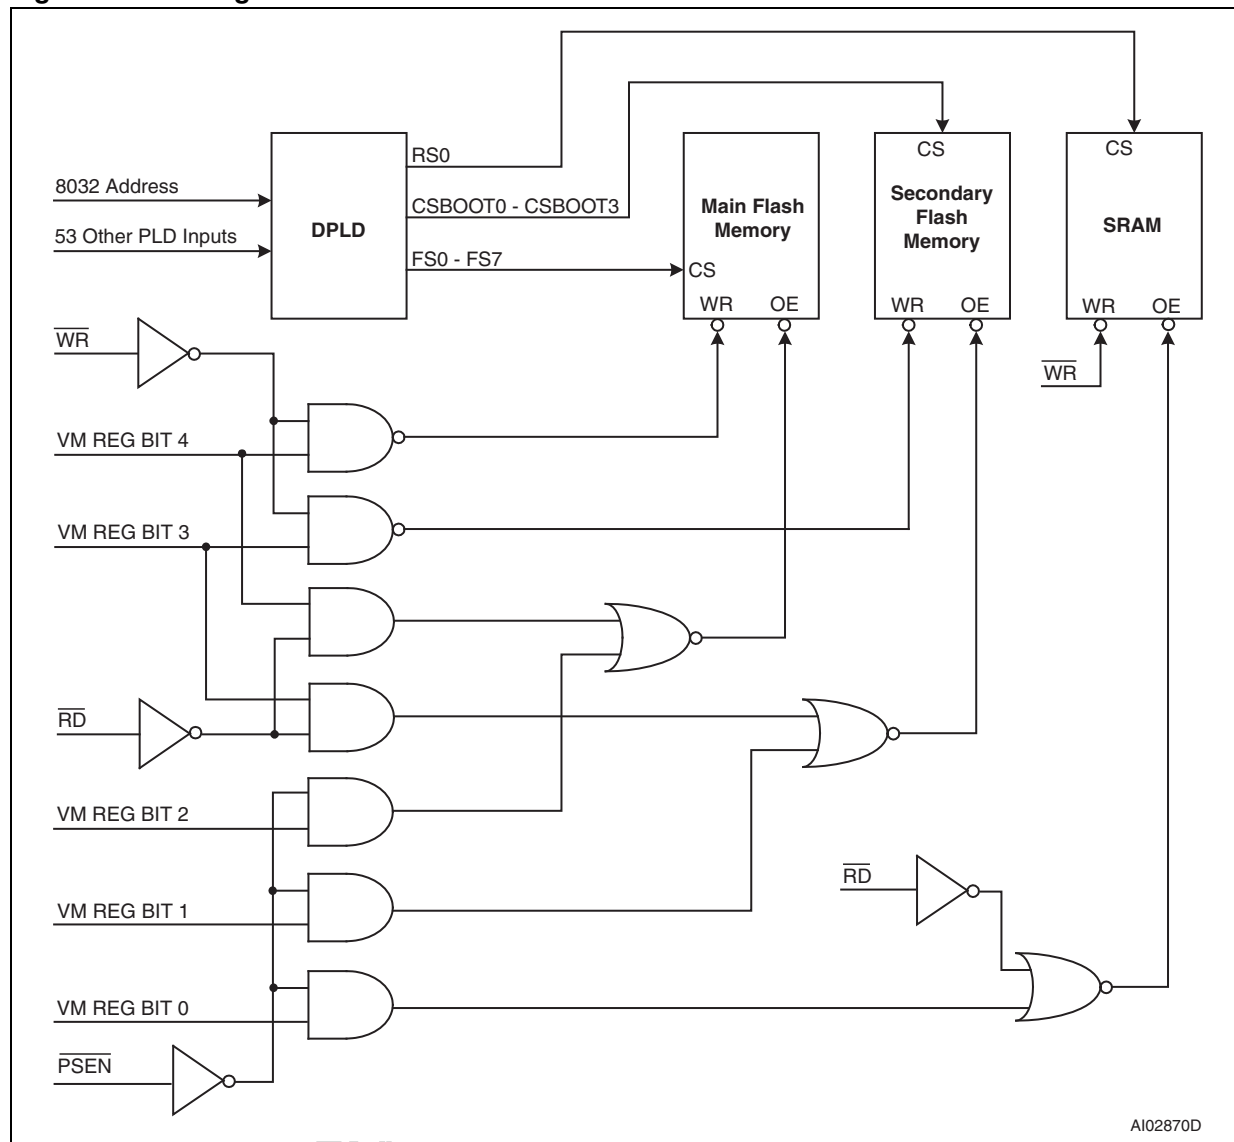 RS0
8032 Address
CSBOOT0 - CSBOOT3
53 Other PLD Inputs
DPLD
FS0 - FS7
Main Flash
Memory
CS
WR OE
CS
Secondary
Flash
Memory
WR OE
CS
SRAM
WR OE
WR
WR
VM REG BIT 4
VM REG BIT 3
RD
VM REG BIT 2
VM REG BIT 1
RD
VM REG BIT 0
PSEN
AI02870D